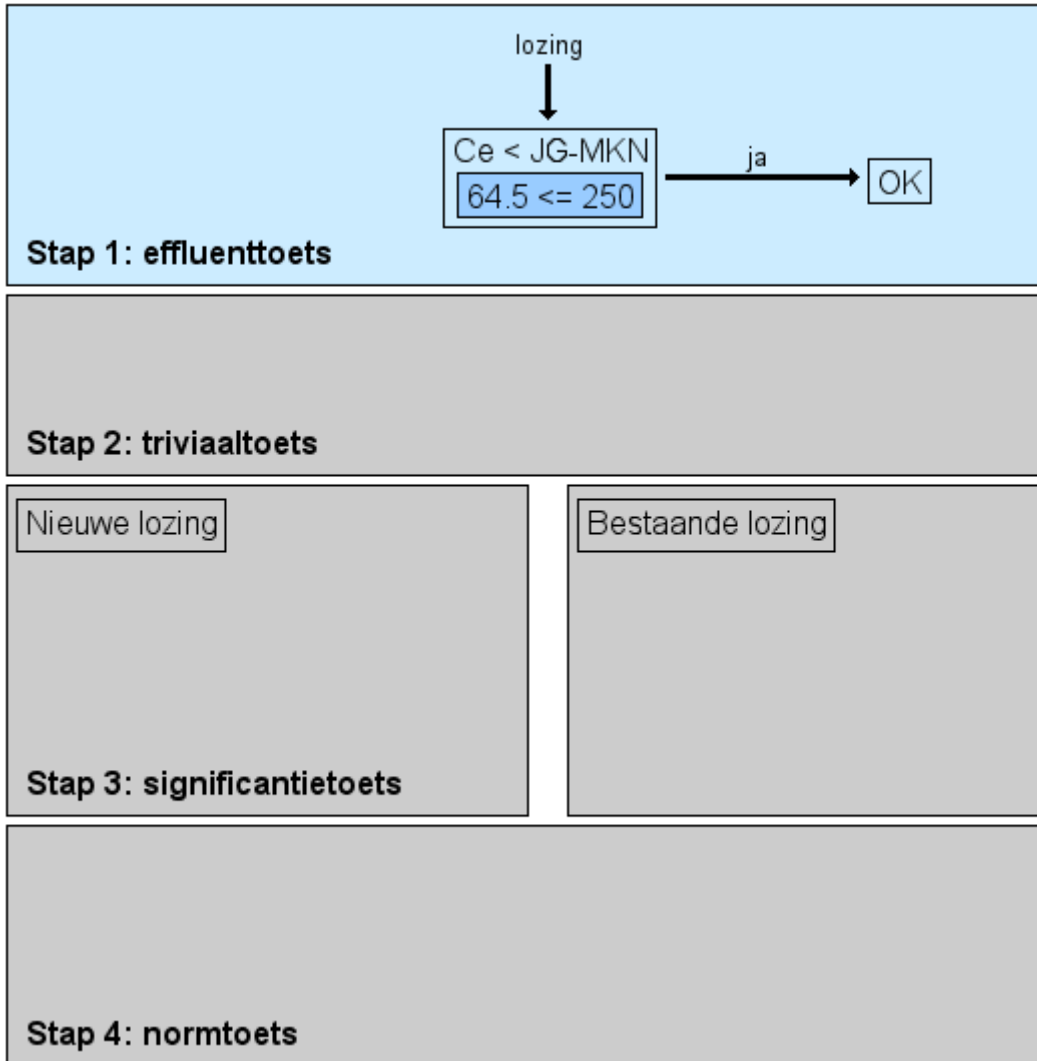 lozing
Ce < JG-MKN
64.5 <= 250
ja
OK
Stap 1: effluenttoets
Stap 2: triviaaltoets
Nieuwe lozing
Bestaande lozing
Stap 3: significantietoets
Stap 4: normtoets